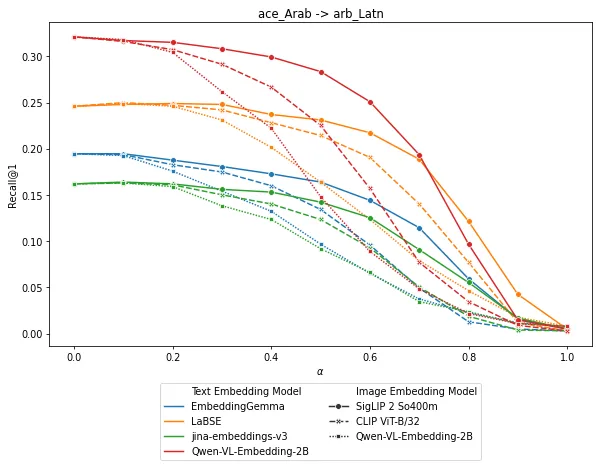 ace_Arab -> arb_Latn
Recall@1
0.30
0.25
0.20
0.15
0.10
0.05
0.00
0.0 0.2 0.4 0.6 0.8 1.0
α
Text Embedding Model Image Embedding Model
EmbeddingGemma SigLIP 2 So400m
LaBSE CLIP ViT-B/32
jina-embeddings-v3 Qwen-VL-Embedding-2B
Qwen-VL-Embedding-2B